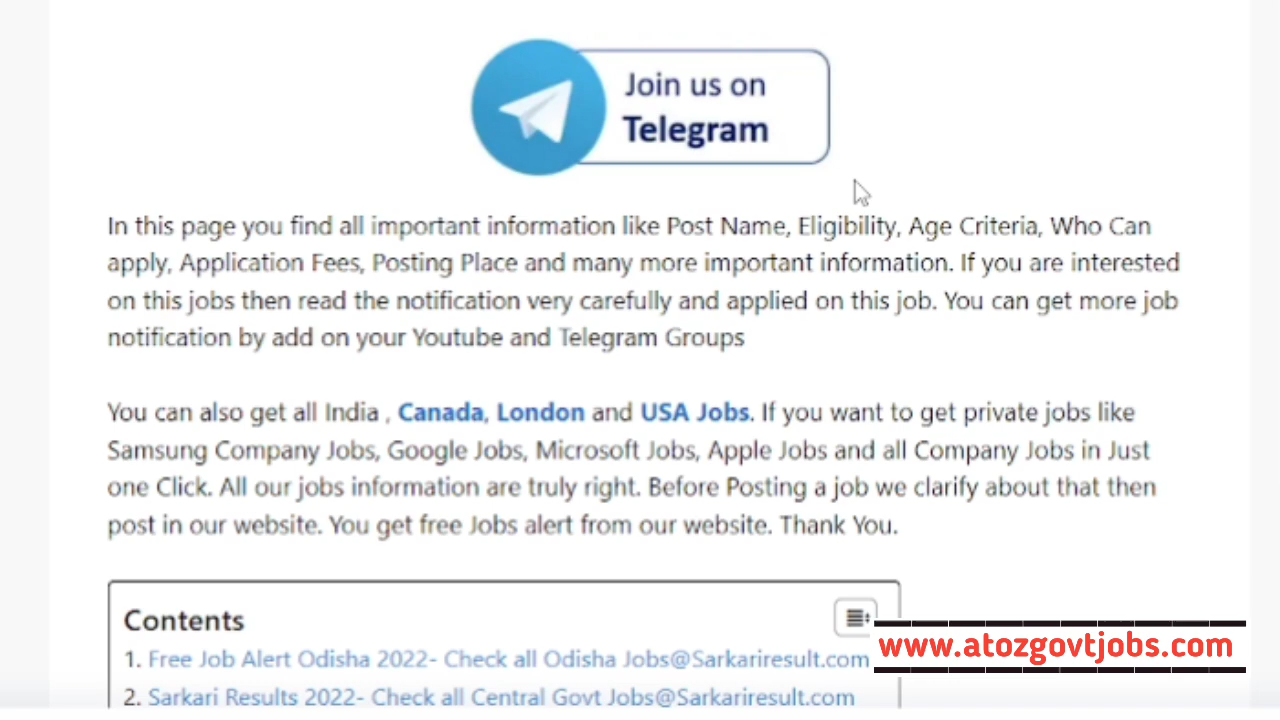 Join us on
Telegram
In this page you find all important information like Post Name, Eligibility, Age Criteria, Who Can
apply, Application Fees, Posting Place and many more important information. If you are interested
on this jobs then read the notification very carefully and applied on this job. You can get more job
notification by add on your Youtube and Telegram Groups
You can also get all India , Canada, London and USA Jobs. If you want to get private jobs like
Samsung Company Jobs, Google Jobs, Microsoft Jobs, Apple Jobs and all Company Jobs in Just
one Click. All our jobs information are truly right. Before Posting a job we clarify about that then
post in our website. You get free Jobs alert from our website. Thank You.
Contents
1. Free Job Alert Odisha 2022- Check all Odisha Jobs@Sarkariresult.com
www.atozgovtjobs.com
2. Sarkari Results 2022- Check all Central Govt Jobs@Sarkariresult.com